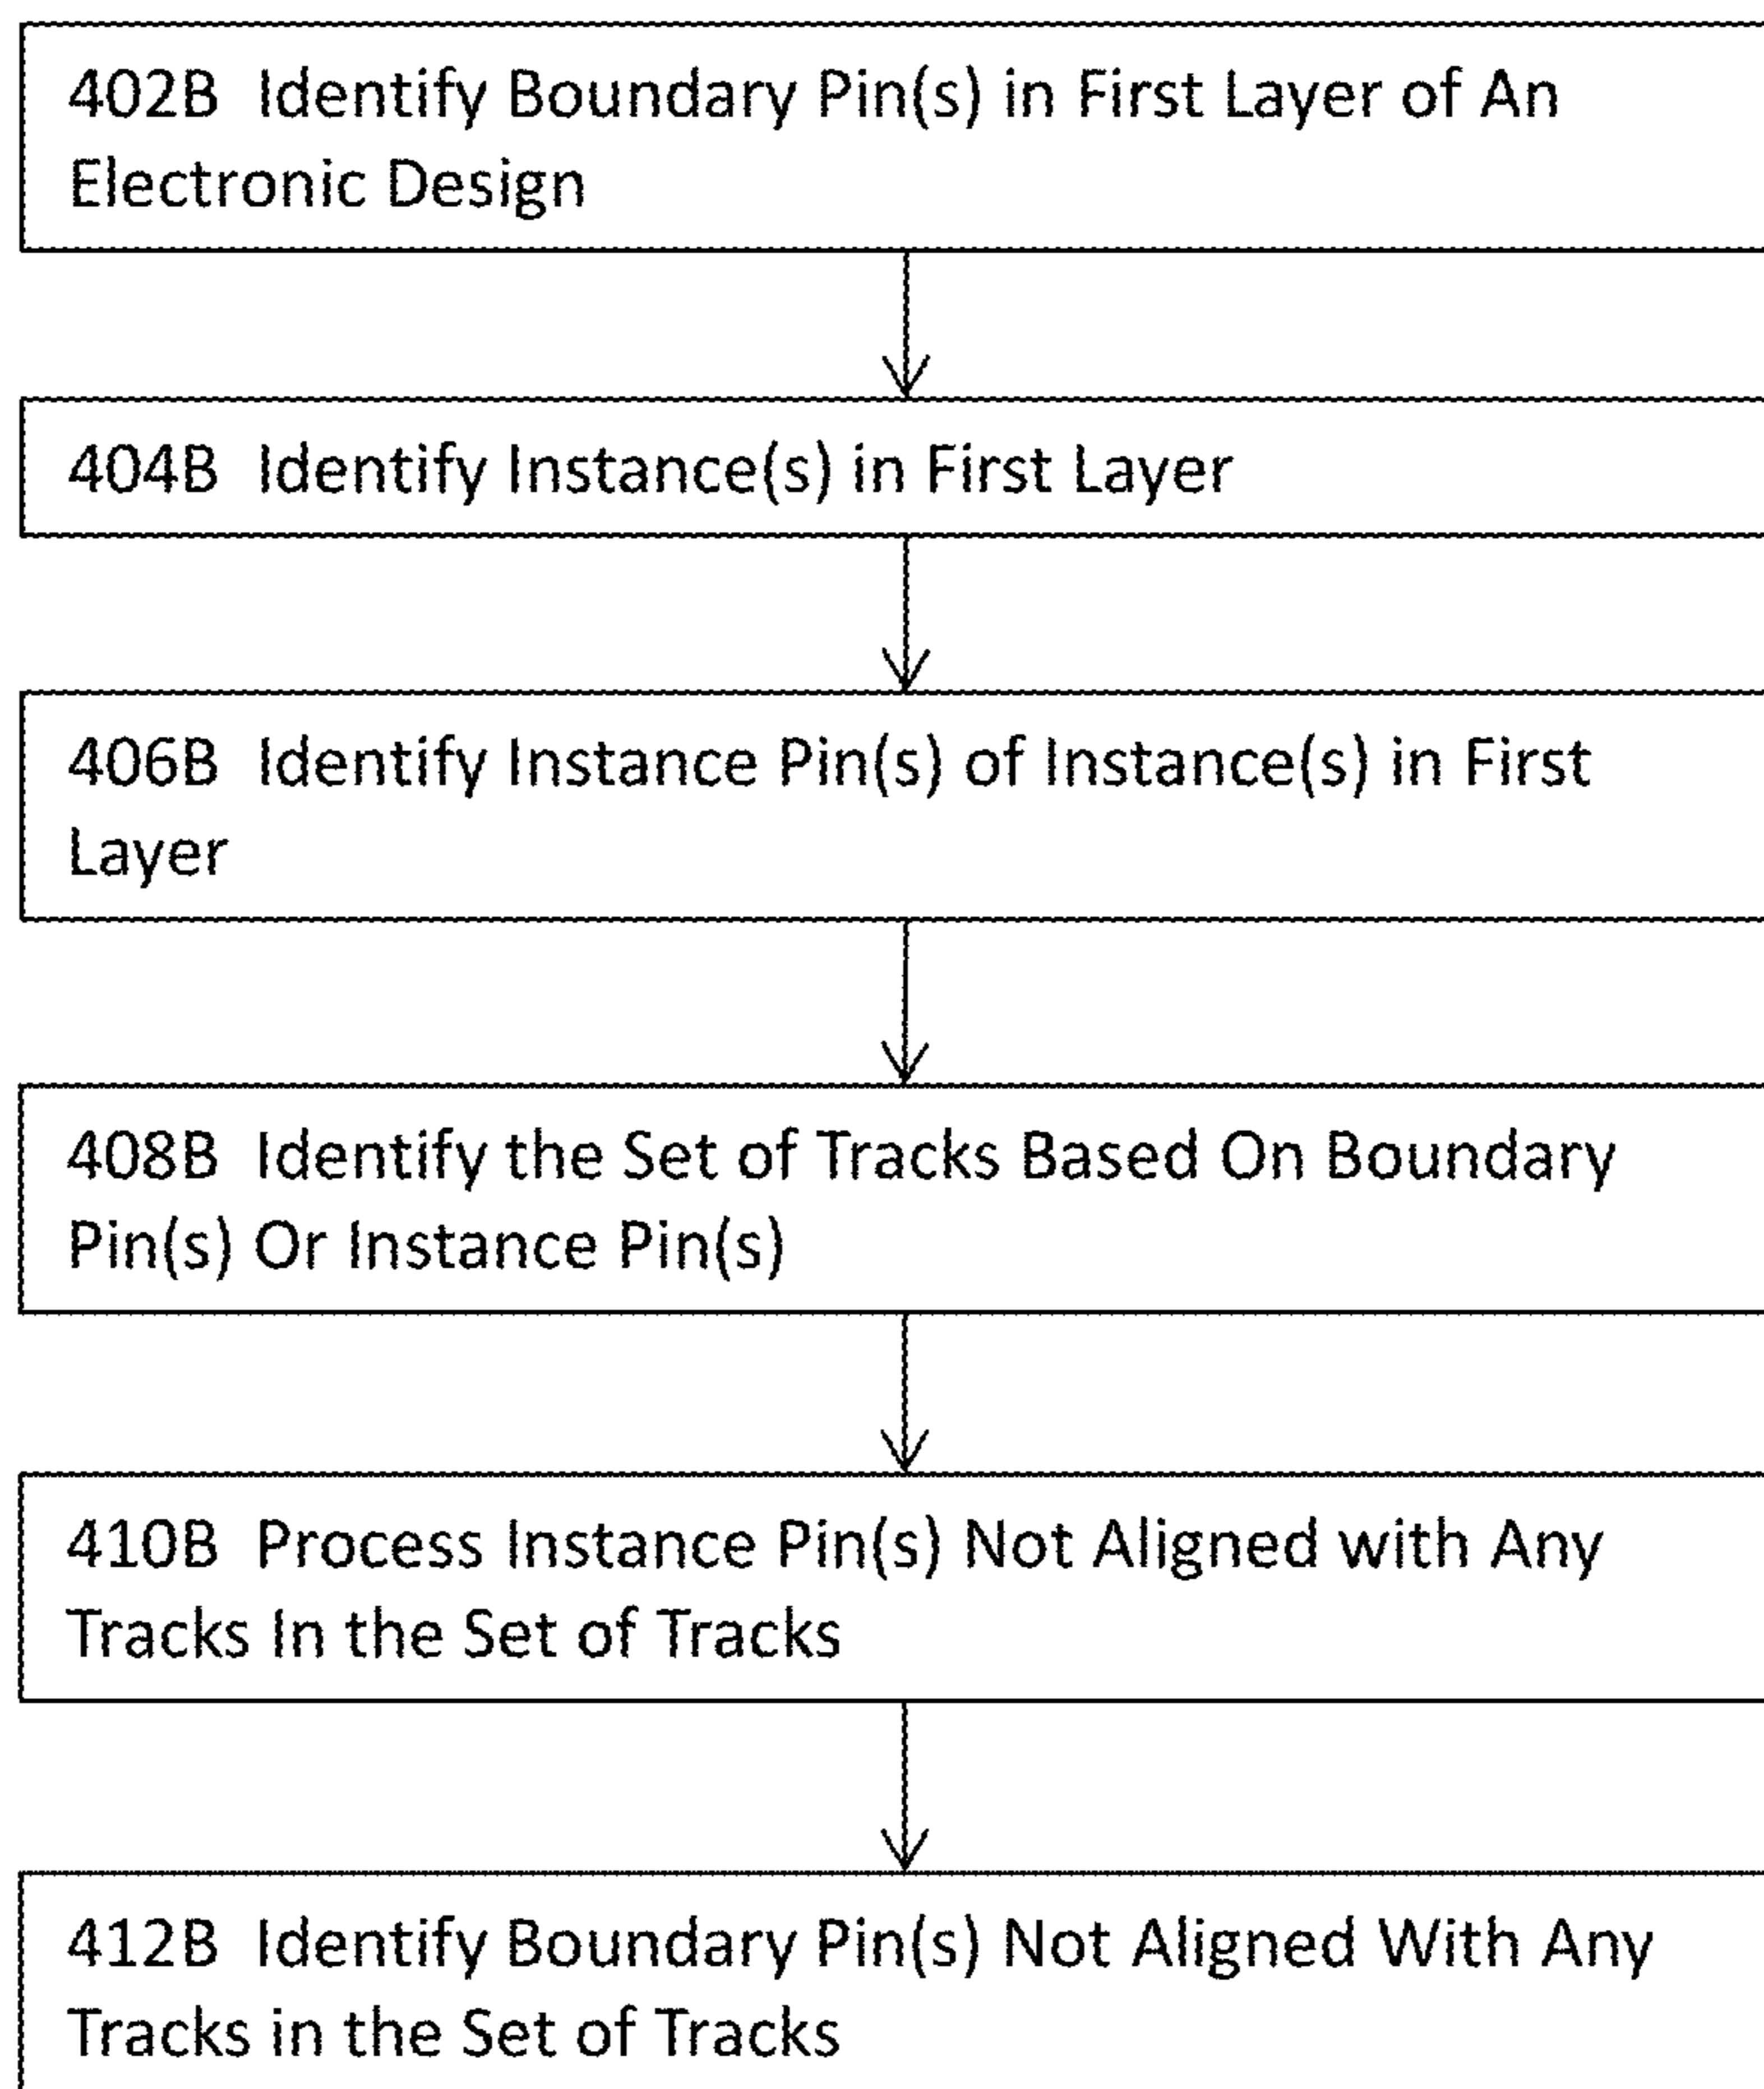 402B Identify Boundary Pin(s) in First Layer of An
Electronic Design
404B Identify Instance(s) in First Layer
406B Identify Instance Pin(s) of Instance(s) in First
Layer
408B Identify the Set of Tracks Based On Boundary
Pin(s) Or Instance Pin(s)
410B Process Instance Pin(s) Not Aligned with Any
Tracks In the Set of Tracks
412B Identify Boundary Pin(s) Not Aligned With Any
Tracks in the Set of Tracks